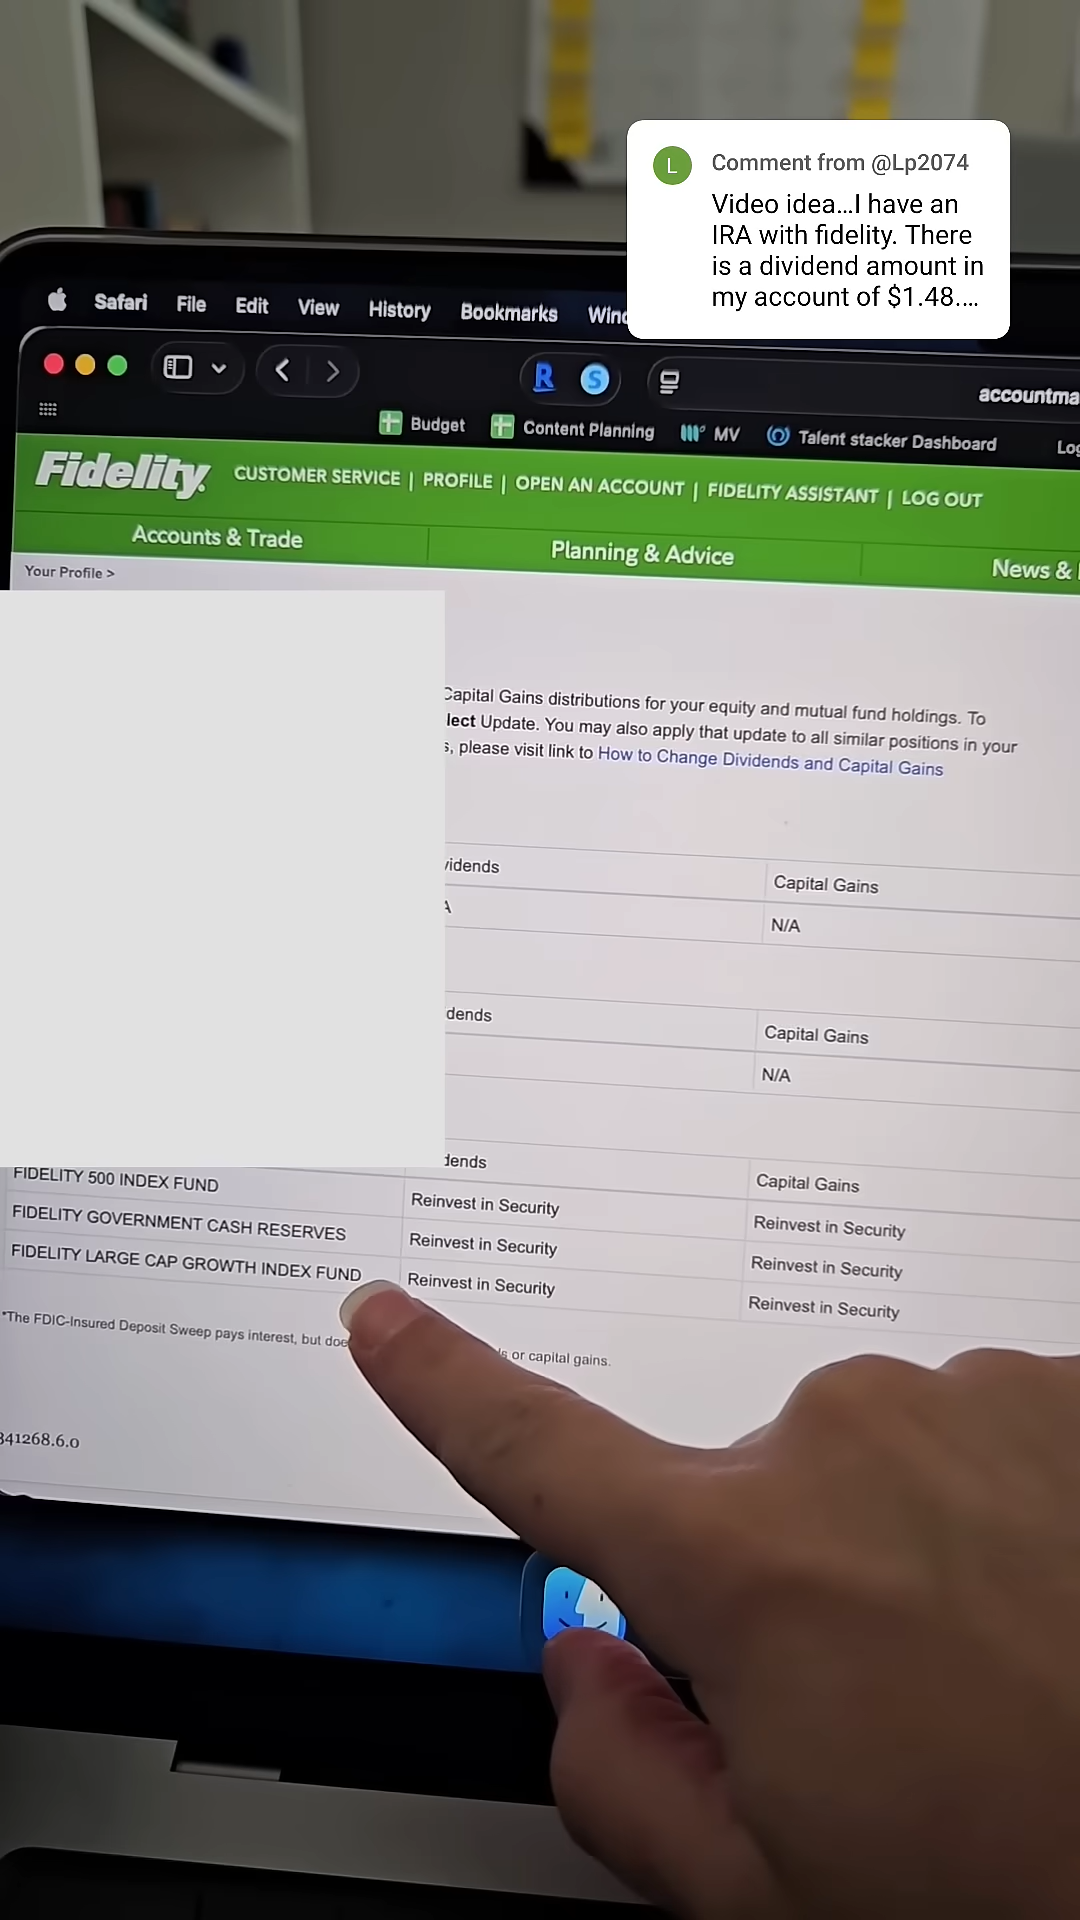 L
Comment from @Lp2074
Video idea...I have an
IRA with fidelity. There
is a dividend amount in
my account of $1.48....
Safari File Edit View History Bookmarks
R S accountma
Budget Content Planning MV Talent stacker Dashboard
Fidelity CUSTOMER SERVICE | PROFILE | OPEN AN ACCOUNT | FIDELITY ASSISTANT | LOG OUT
Accounts & Trade Planning & Advice News &
Your Profile >
Capital Gains distributions for your equity and mutual fund holdings. To
lect Update. You may also apply that update to all similar positions in your
s, please visit link to How to Change Dividends and Capital Gains
vidends Capital Gains
A N/A
dends Capital Gains
N/A
dends Capital Gains
FIDELITY 500 INDEX FUND Reinvest in Security Reinvest in Security
FIDELITY GOVERNMENT CASH RESERVES Reinvest in Security Reinvest in Security
FIDELITY LARGE CAP GROWTH INDEX FUND Reinvest in Security Reinvest in Security
*The FDIC-Insured Deposit Sweep pays interest, but doe s or capital gains.
341268.6.0